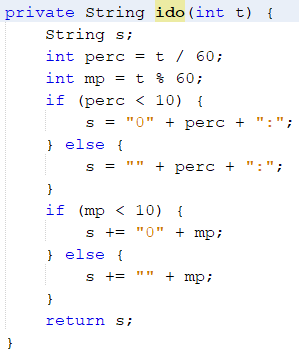 private String ido(int t) {
    String s;
    int perc = t / 60;
    int mp = t % 60;
    if (perc < 10) {
        s = "0" + perc + ":";
    } else {
        s = "" + perc + ":";
    }
    if (mp < 10) {
        s += "0" + mp;
    } else {
        s += "" + mp;
    }
    return s;
}